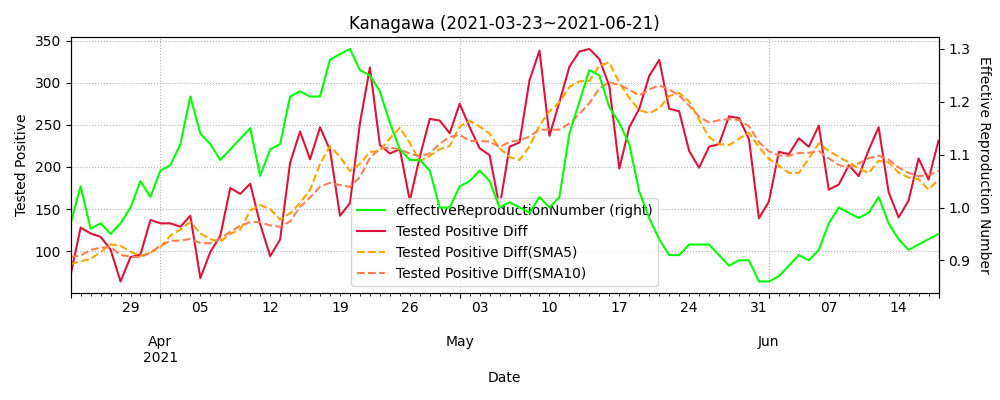 Kanagawa (2021-03-23~2021-06-21)
350
300
250
200
150
100
Tested Positive
1.3
1.2
1.1
1.0
0.9
Effective Reproduction Number
effectiveReproductionNumber (right)
Tested Positive Diff
Tested Positive Diff(SMA5)
Tested Positive Diff(SMA10)
29 05 12 19 26 03 10 17 24 31 07 14
Apr May Jun
2021
Date